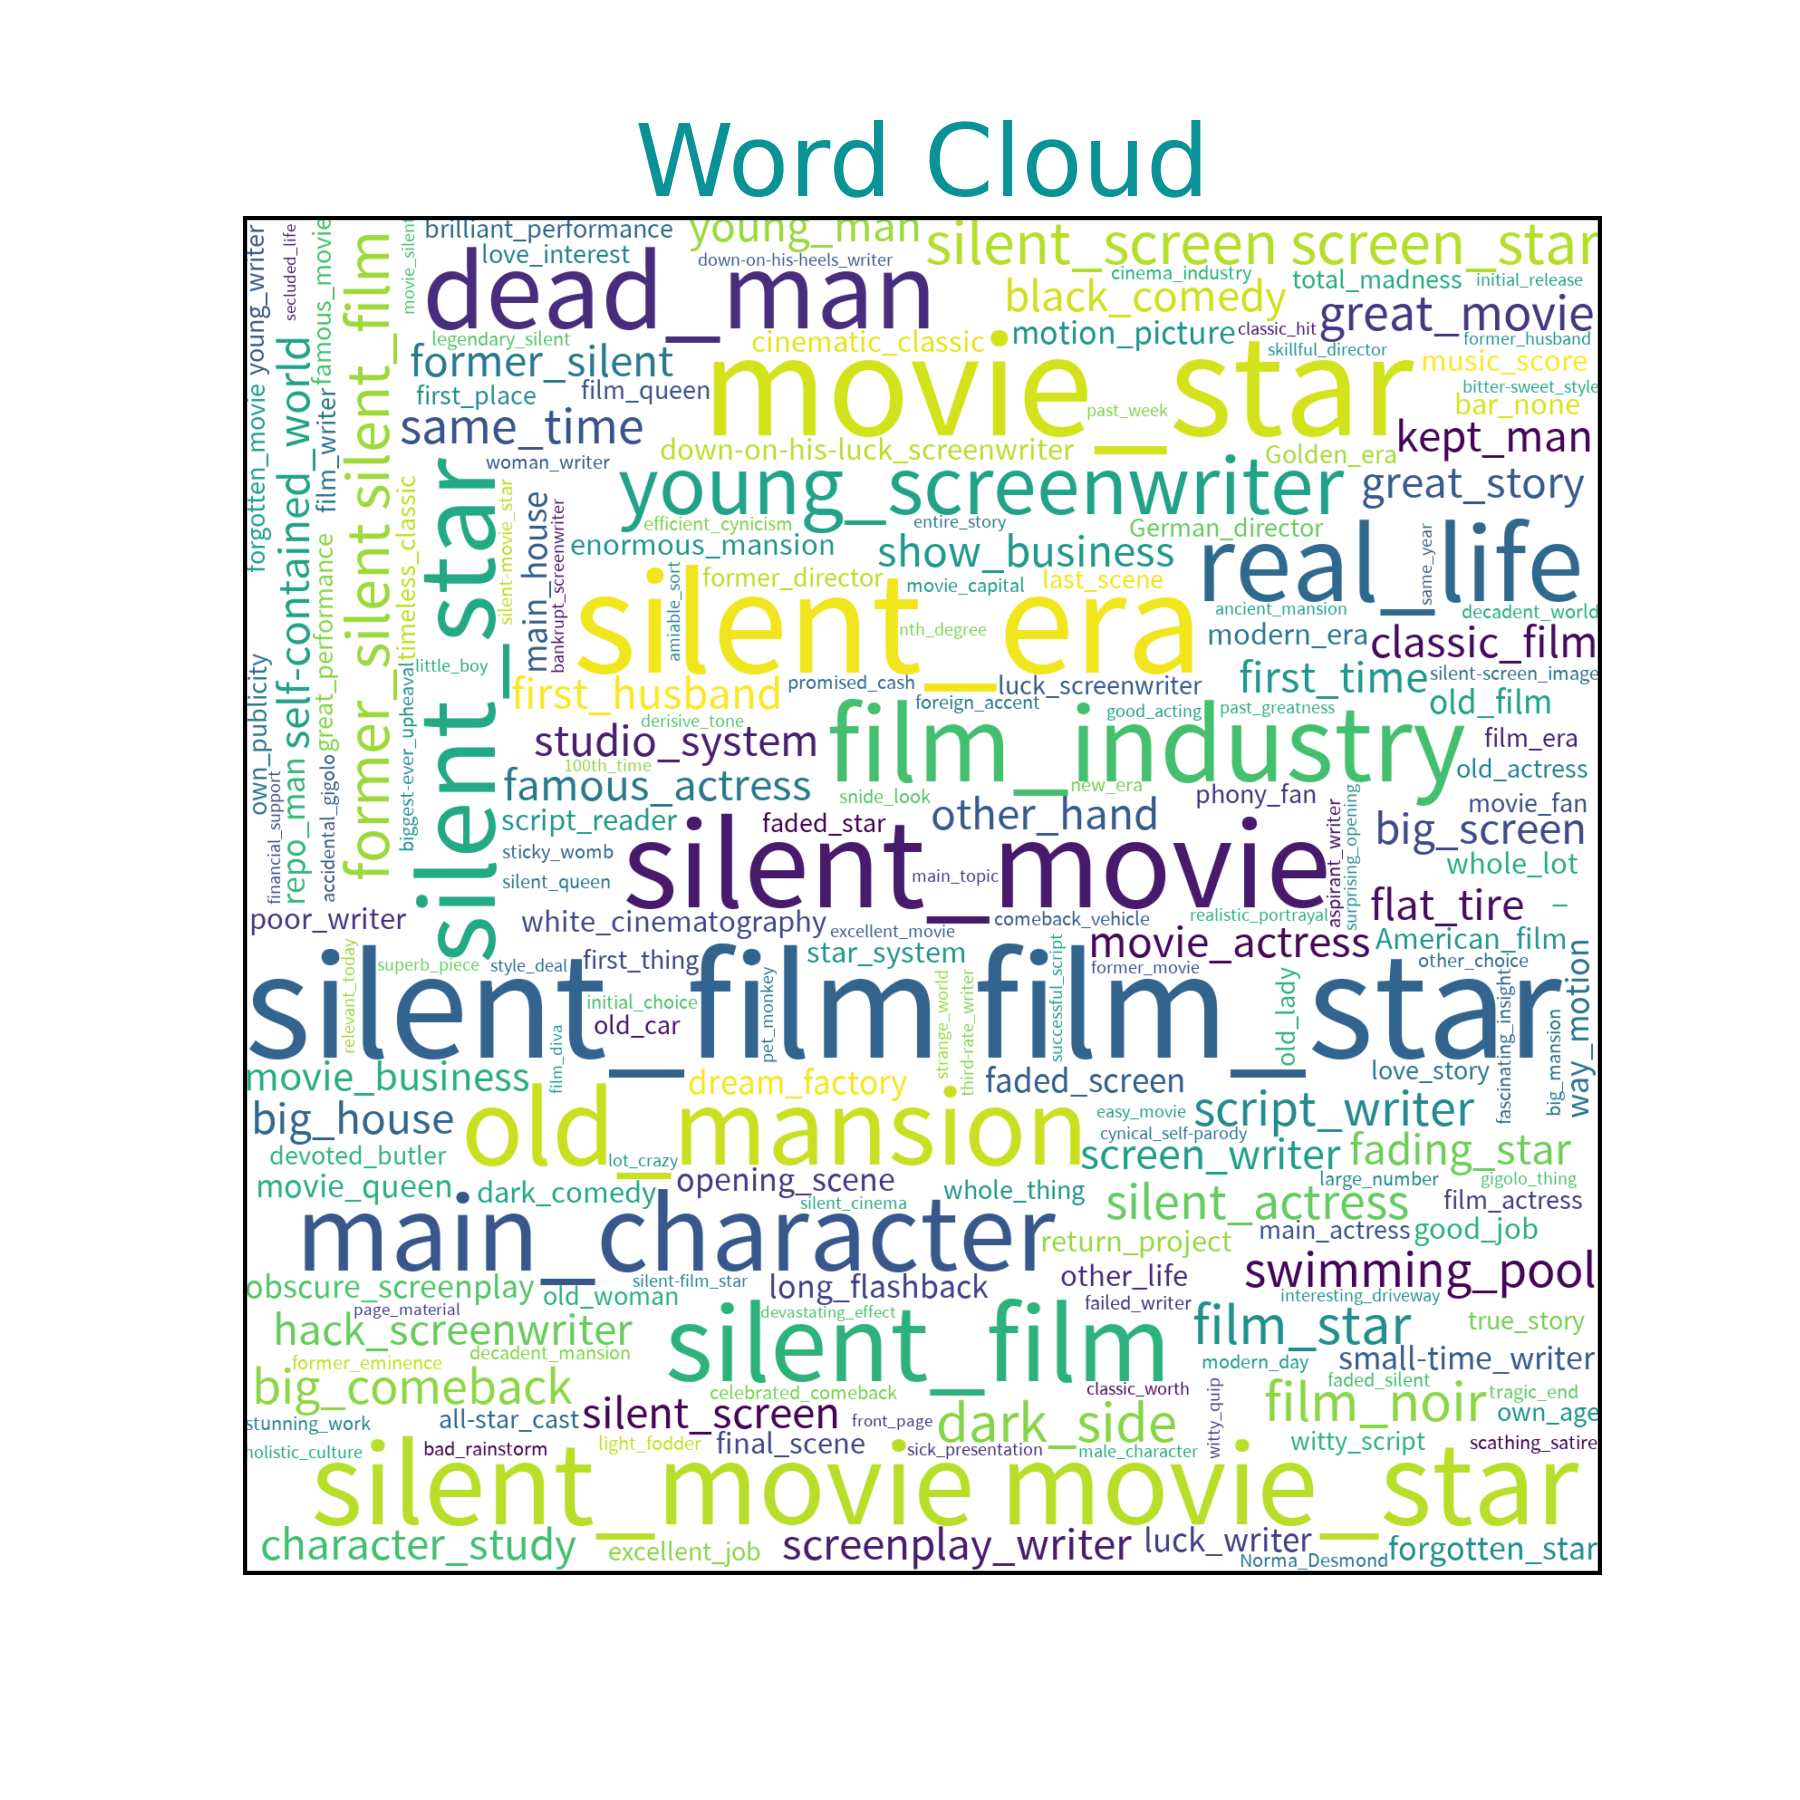 Word Cloud
brilliant_performance
young_man
silent_screen screen_star
love_interest
down-on-his-heels_writer
cinema_industry
total_madness
initial_release
dead_man
black_comedy
great_movie
legendary_silent
cinematic_classic
motion_picture
classic_hit
former_husband
former_silent
movie_star
skillful_director
music_score
first_place
film_queen
past_week
bitter-sweet_style
bar_none
same_time
down-on-his-luck_screenwriter
Golden_era
kept_man
woman_writer
young_screenwriter
great_story
efficient_cynicism
entire_story
German_director
enormous_mansion
show_business
real_life
former_director
movie_capital
last_scene
same_year
silent_era
ancient_mansion
decadent_world
nth_degree
modern_era
classic_film
little_boy
first_husband
promised_cash
luck_screenwriter
first_time
silent-screen_image
foreign_accent
good_acting
past_greatness
old_film
derisive_tone
studio_system
film_industry
film_era
100th_time
famous_actress
new_era
old_actress
snide_look
other_hand
phony_fan
movie_fan
script_reader
faded_star
big_screen
sticky_womb
silent_movie
whole_lot
silent_queen
main_topic
flat_tire
poor_writer
white_cinematography
comeback_vehicle
realistic_portrayal
excellent_movie
movie_actress
American_film
superb_piece
style_deal
first_thing
star_system
former_movie
other_choice
silent_film film_star
initial_choice
old_car
movie_business
dream_factory
faded_screen
love_story
big_house
old_mansion
easy_movie
script_writer
cynical_self-parody
devoted_butler
lot_crazy
screen_writer
fading_star
movie_queen
dark_comedy
opening_scene
whole_thing
large_number
gigolo_thing
silent_cinema
silent_actress
film_actress
main_character
return_project
main_actress
good_job
obscure_screenplay
silent-film_star
long_flashback
other_life
swimming_pool
old_woman
page_material
devastating_effect
failed_writer
interesting_driveway
hack_screenwriter
silent_film
film_star
true_story
decadent_mansion
former_eminence
modern_day
small-time_writer
big_comeback
celebrated_comeback
classic_worth
faded_silent
film_noir
tragic_end
stunning_work
all-star_cast
silent_screen
front_page
dark_side
own_age
holistic_culture
bad_rainstorm
light_fodder
final_scene
sick_presentation
male_character
witty_quip
witty_script
scathing_satire
silent_movie movie_star
character_study
excellent_job
screenplay_writer
luck_writer
Norma_Desmond
forgotten_star
young_writer
secluded_life
famous_movie
movie_silent
forgotten_movie
self-contained_world
film_writer
former_silent silent_film
timeless_classic
silent_star
silent-movie_star
main_house
bankrupt_screenwriter
amiable_sort
great_performance
own_publicity
financial_support
repo_man
accidental_gigolo
biggest-ever_upheaval
aspirant_writer
surprising_opening
relevant_today
film_diva
pet_monkey
strange_world
third-rate_writer
successful_script
old_lady
fascinating_insight
big_mansion
way_motion